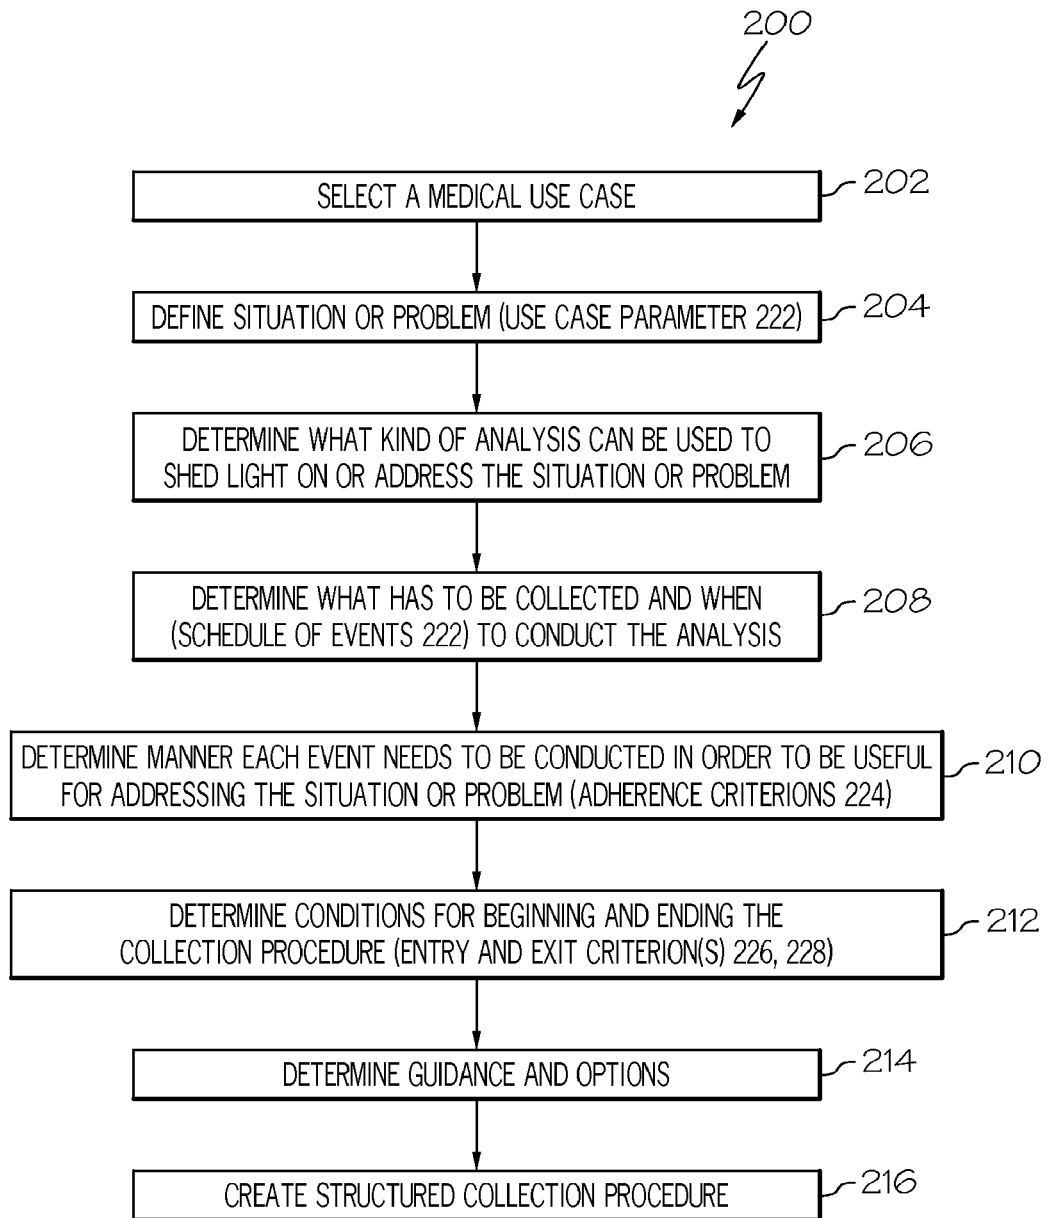 200
SELECT A MEDICAL USE CASE
202
DEFINE SITUATION OR PROBLEM (USE CASE PARAMETER 222)
204
DETERMINE WHAT KIND OF ANALYSIS CAN BE USED TO
SHED LIGHT ON OR ADDRESS THE SITUATION OR PROBLEM
206
DETERMINE WHAT HAS TO BE COLLECTED AND WHEN
(SCHEDULE OF EVENTS 222) TO CONDUCT THE ANALYSIS
208
DETERMINE MANNER EACH EVENT NEEDS TO BE CONDUCTED IN ORDER TO BE USEFUL
FOR ADDRESSING THE SITUATION OR PROBLEM (ADHERENCE CRITERIONS 224)
210
DETERMINE CONDITIONS FOR BEGINNING AND ENDING THE
COLLECTION PROCEDURE (ENTRY AND EXIT CRITERION(S) 226, 228)
212
DETERMINE GUIDANCE AND OPTIONS
214
CREATE STRUCTURED COLLECTION PROCEDURE
216